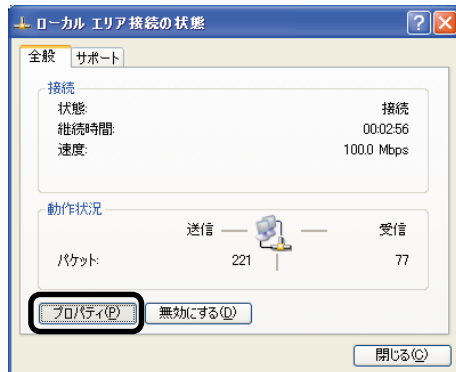 ローカル エリア接続の状態
全般 サポート
接続
状態: 接続
継続時間: 00:02:56
速度: 100.0 Mbps
動作状況
送信 受信
パケット: 221 77
プロパティ(P) 無効にする(D)
閉じる(C)